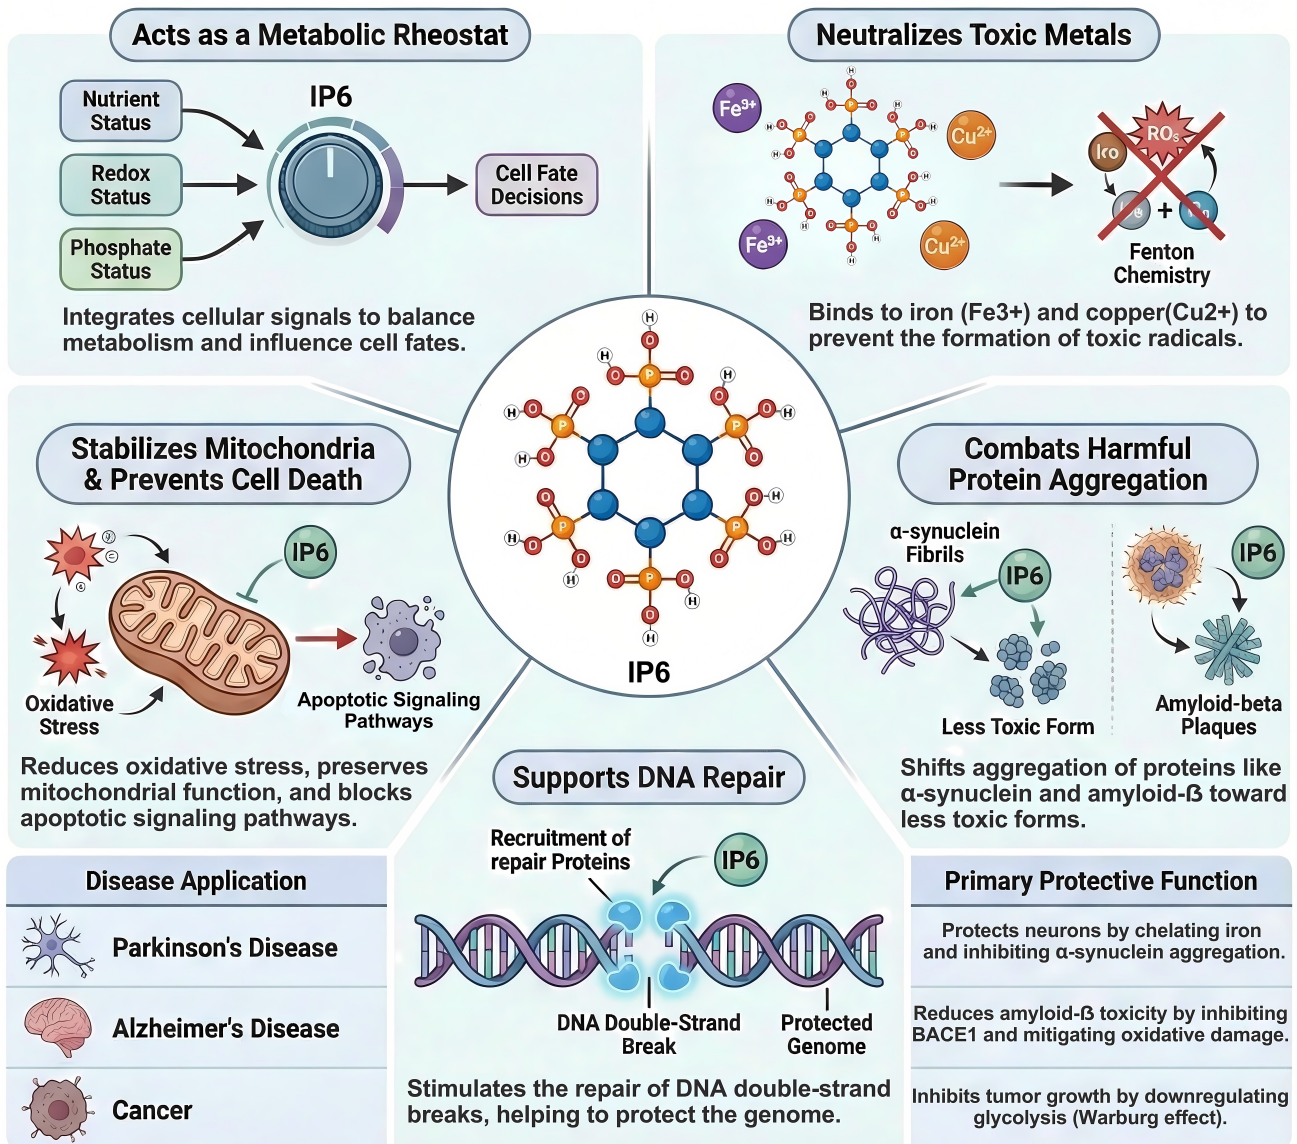 Acts as a Metabolic Rheostat
Nutrient
Status
Redox
Status
Phosphate
Status
IP6
Cell Fate
Decisions
Integrates cellular signals to balance
metabolism and influence cell fates.
Neutralizes Toxic Metals
Fe³⁺
Cu²⁺
Fe³⁺
Cu²⁺
H
O
P
ROs
+
Fenton
Chemistry
Binds to iron (Fe3+) and copper(Cu2+) to
prevent the formation of toxic radicals.
H
O
P
IP6
Stabilizes Mitochondria
& Prevents Cell Death
IP6
Oxidative
Stress
Apoptotic Signaling
Pathways
Reduces oxidative stress, preserves
mitochondrial function, and blocks
apoptotic signaling pathways.
Combats Harmful
Protein Aggregation
α-synuclein
Fibrils
IP6
Less Toxic Form
IP6
Amyloid-beta
Plaques
Shifts aggregation of proteins like
α-synuclein and amyloid-ß toward
less toxic forms.
Supports DNA Repair
Recruitment of
repair Proteins
IP6
DNA Double-Strand
Break
Protected
Genome
Stimulates the repair of DNA double-strand
breaks, helping to protect the genome.
Disease Application
Parkinson's Disease
Alzheimer's Disease
Cancer
Primary Protective Function
Protects neurons by chelating iron
and inhibiting α-synuclein aggregation.
Reduces amyloid-ß toxicity by inhibiting
BACE1 and mitigating oxidative damage.
Inhibits tumor growth by downregulating
glycolysis (Warburg effect).